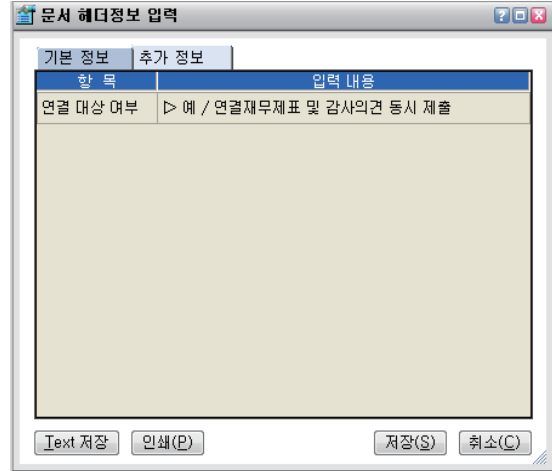 문서 헤더정보 입력
기본 정보 추가 정보
항 목 입력 내용
연결 대상 여부 ▷ 예 / 연결재무제표 및 감사의견 동시 제출
Text 저장 인쇄(P) 저장(S) 취소(C)